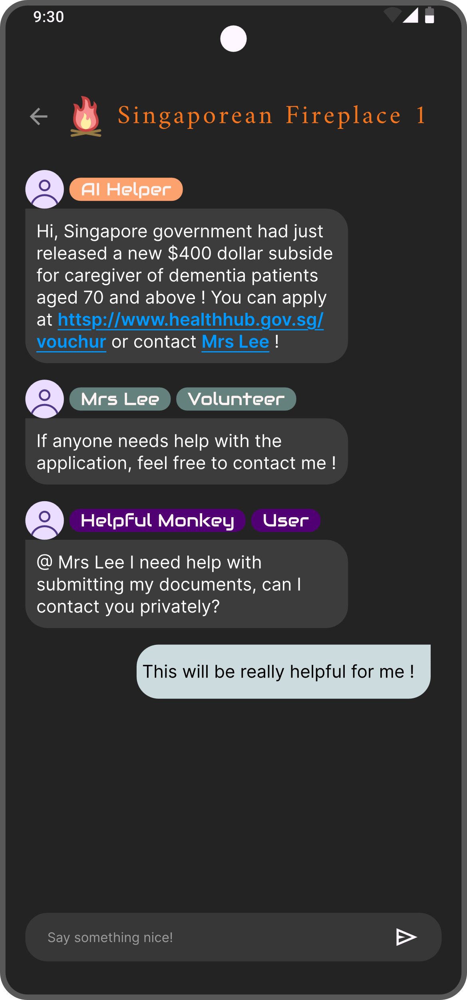 9:30
Singaporean Fireplace 1
AI Helper
Hi, Singapore government had just
released a new $400 dollar subside
for caregiver of dementia patients
aged 70 and above ! You can apply
at httsp://www.healthhub.gov.sg/
vouchur or contact Mrs Lee !
Mrs Lee Volunteer
If anyone needs help with the
application, feel free to contact me !
Helpful Monkey User
@ Mrs Lee I need help with
submitting my documents, can I
contact you privately?
This will be really helpful for me !
Say something nice!